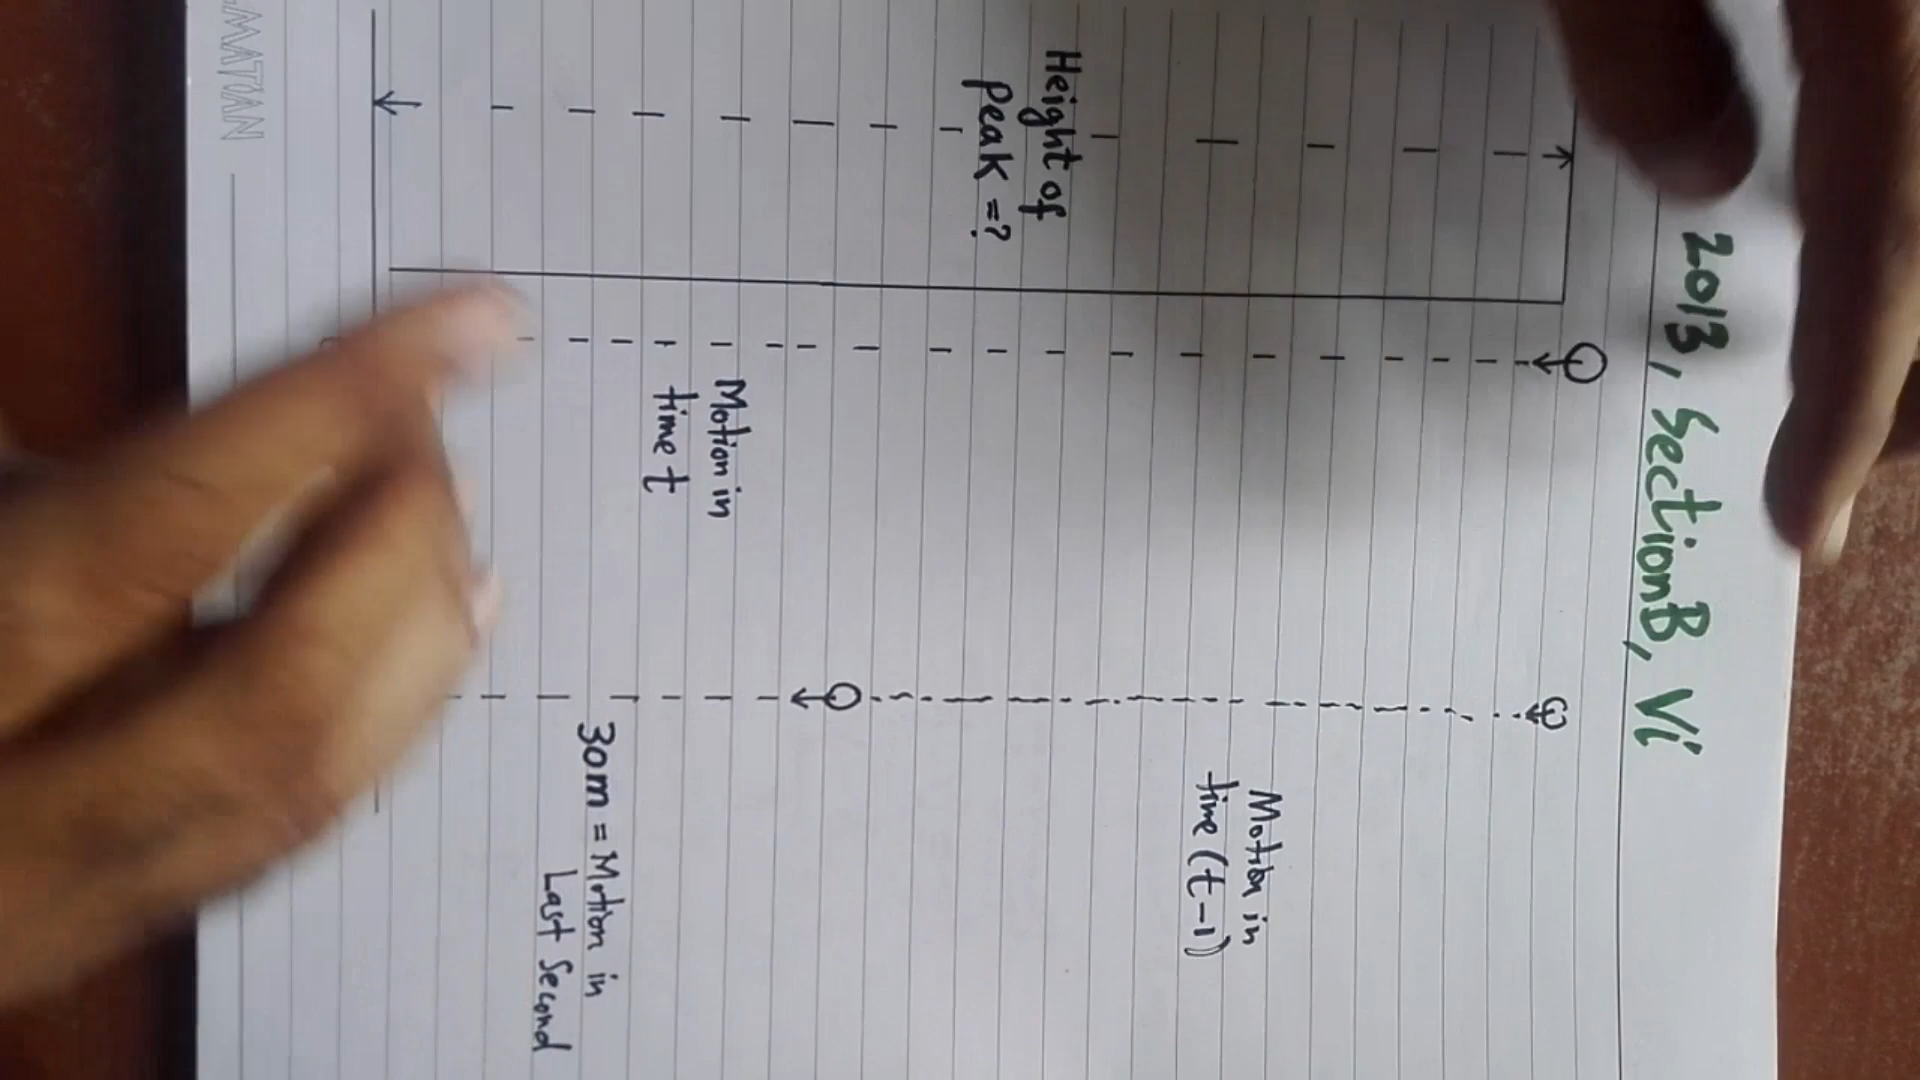 2013, Section B, Vi
Height of
Peak = ?
Motion in
time t
Motion in
time (t-1)
30m = Motion in
Last Second